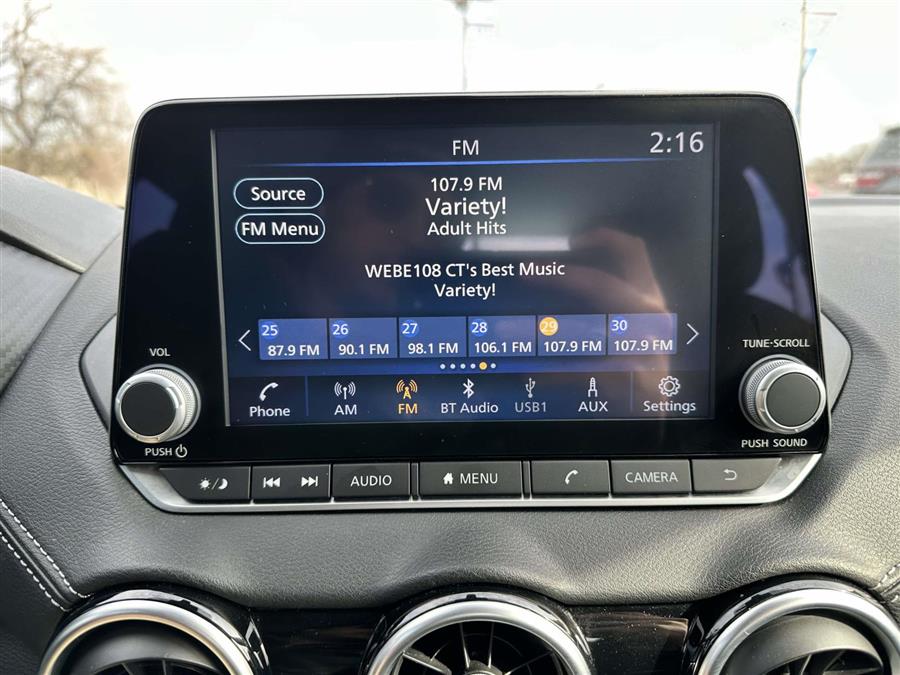 FM
2:16
Source
107.9 FM
Variety!
FM Menu
Adult Hits
WEBE108 CT's Best Music
Variety!
25 26 27 28 29 30
87.9 FM 90.1 FM 98.1 FM 106.1 FM 107.9 FM 107.9 FM
VOL
TUNE-SCROLL
Phone AM FM BT Audio USB1 AUX Settings
PUSH
PUSH SOUND
AUDIO MENU CAMERA